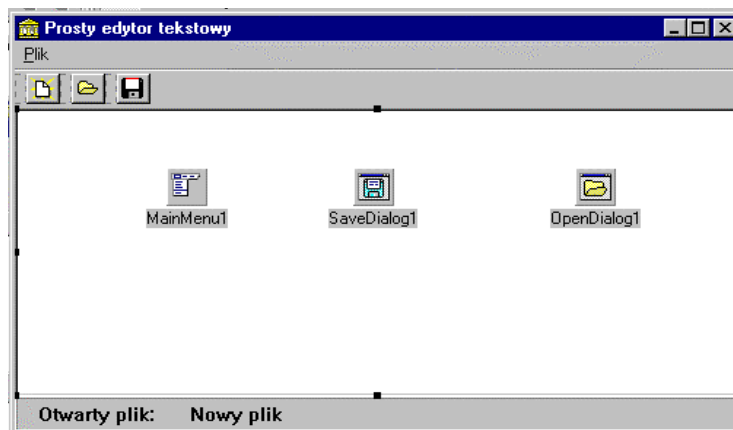 Prosty edytor tekstowy
Plik
MainMenu1 SaveDialog1 OpenDialog1
Otwarty plik: Nowy plik